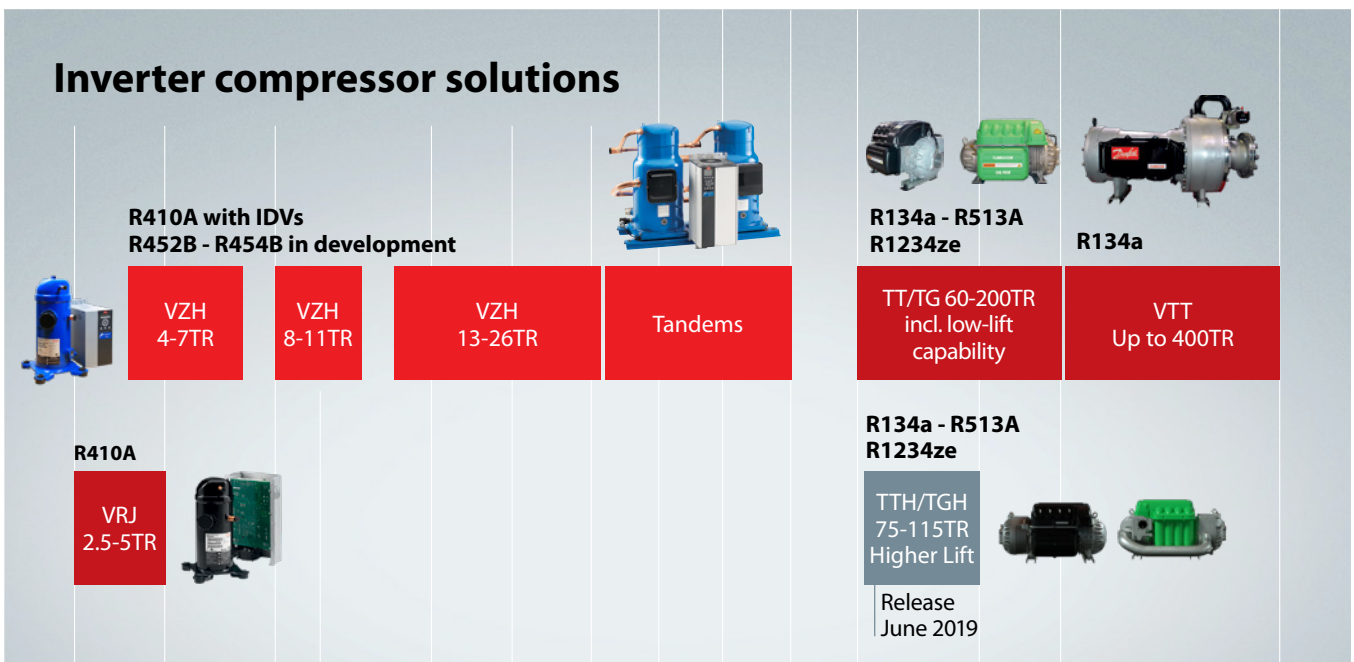 Inverter compressor solutions
R410A with IDVs
R452B - R454B in development
R134a - R513A
R1234ze
R134a
VZH
4-7TR
VZH
8-11TR
VZH
13-26TR
Tandems
TT/TG 60-200TR
incl. low-lift
capability
VTT
Up to 400TR
R410A
VRJ
2.5-5TR
R134a - R513A
R1234ze
TTH/TGH
75-115TR
Higher Lift
Release
June 2019
Danfoss